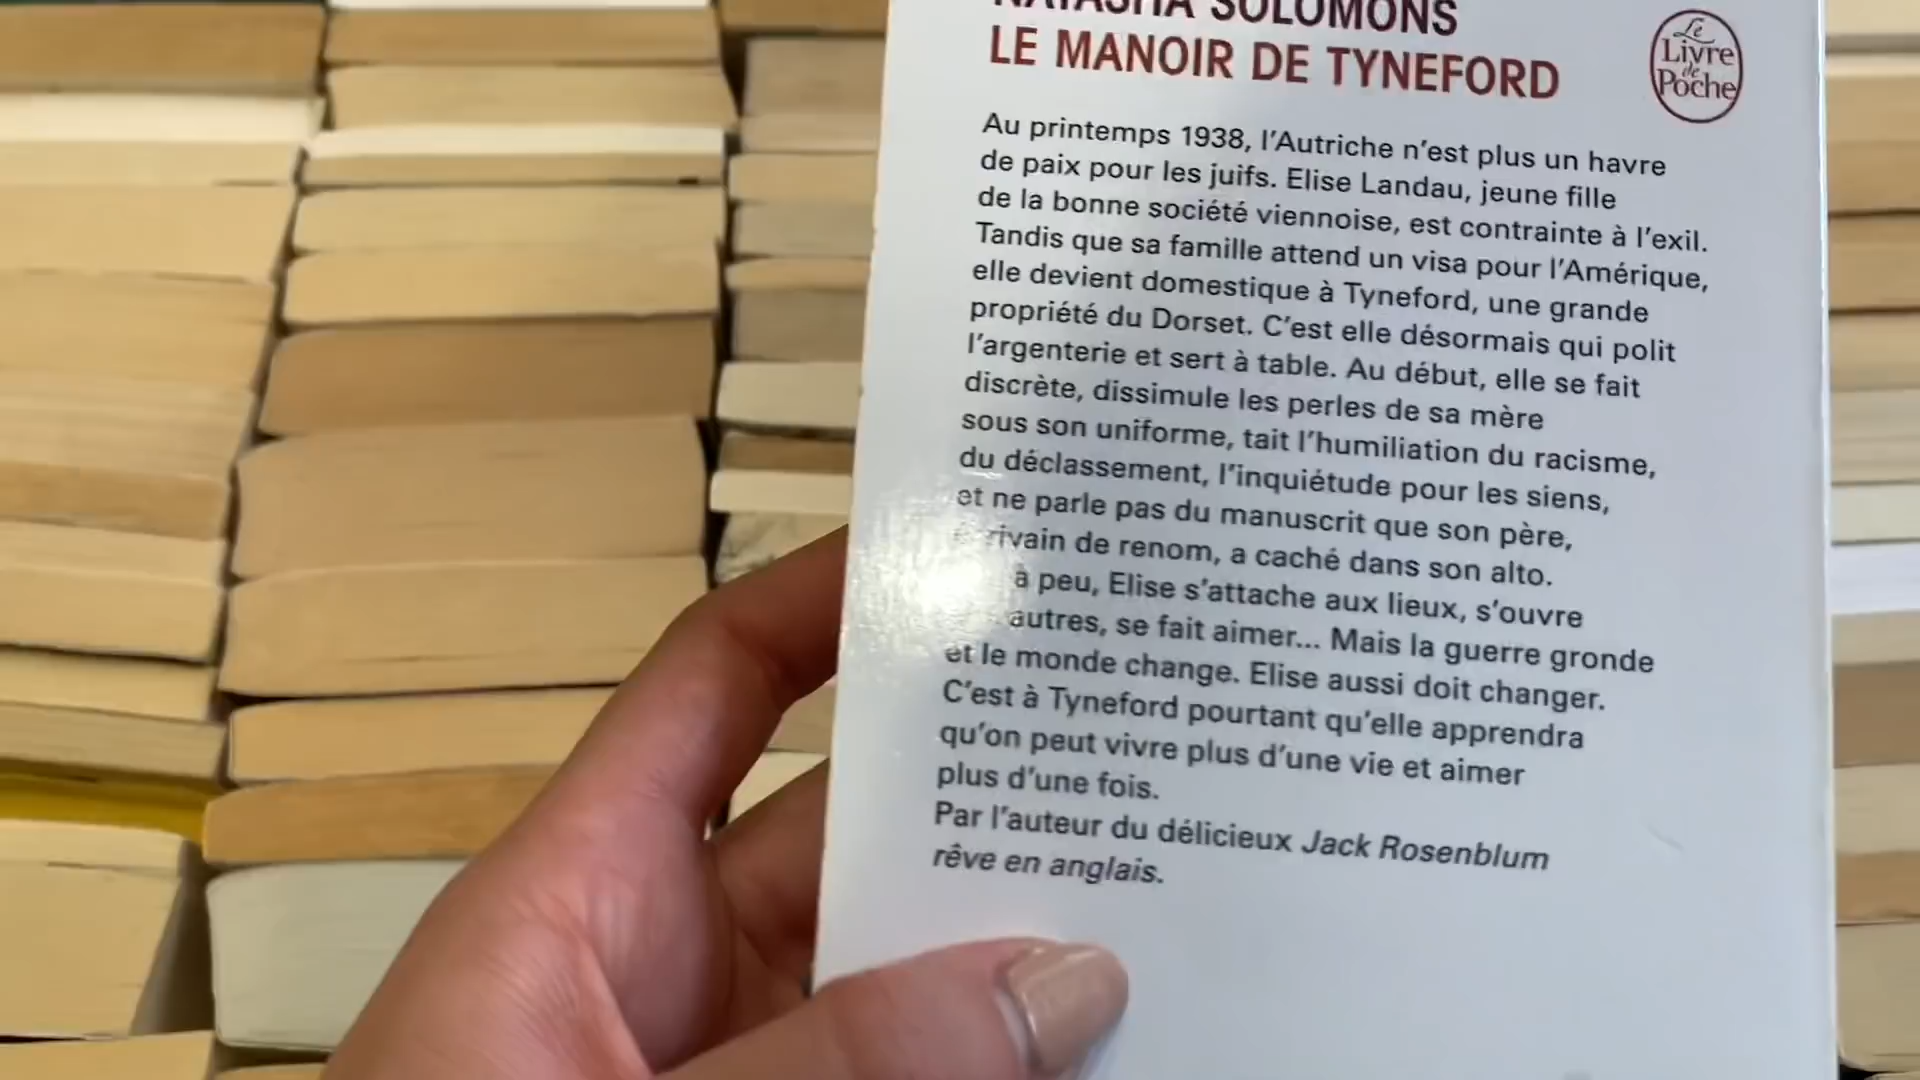 NATASHA SOLOMONS
LE MANOIR DE TYNEFORD
Le
Livre
de
Poche
Au printemps 1938, l'Autriche n'est plus un havre
de paix pour les juifs. Elise Landau, jeune fille
de la bonne société viennoise, est contrainte à l'exil.
Tandis que sa famille attend un visa pour l'Amérique,
elle devient domestique à Tyneford, une grande
propriété du Dorset. C'est elle désormais qui polit
l'argenterie et sert à table. Au début, elle se fait
discrète, dissimule les perles de sa mère
sous son uniforme, tait l'humiliation du racisme,
du déclassement, l'inquiétude pour les siens,
et ne parle pas du manuscrit que son père,
de renom, a caché dans son alto.
à peu, Elise s'attache aux lieux, s'ouvre
autres, se fait aimer... Mais la guerre gronde
et le monde change. Elise aussi doit changer.
C'est à Tyneford pourtant qu'elle apprendra
qu'on peut vivre plus d'une vie et aimer
plus d'une fois.
Par l'auteur du délicieux Jack Rosenblum
rêve en anglais.